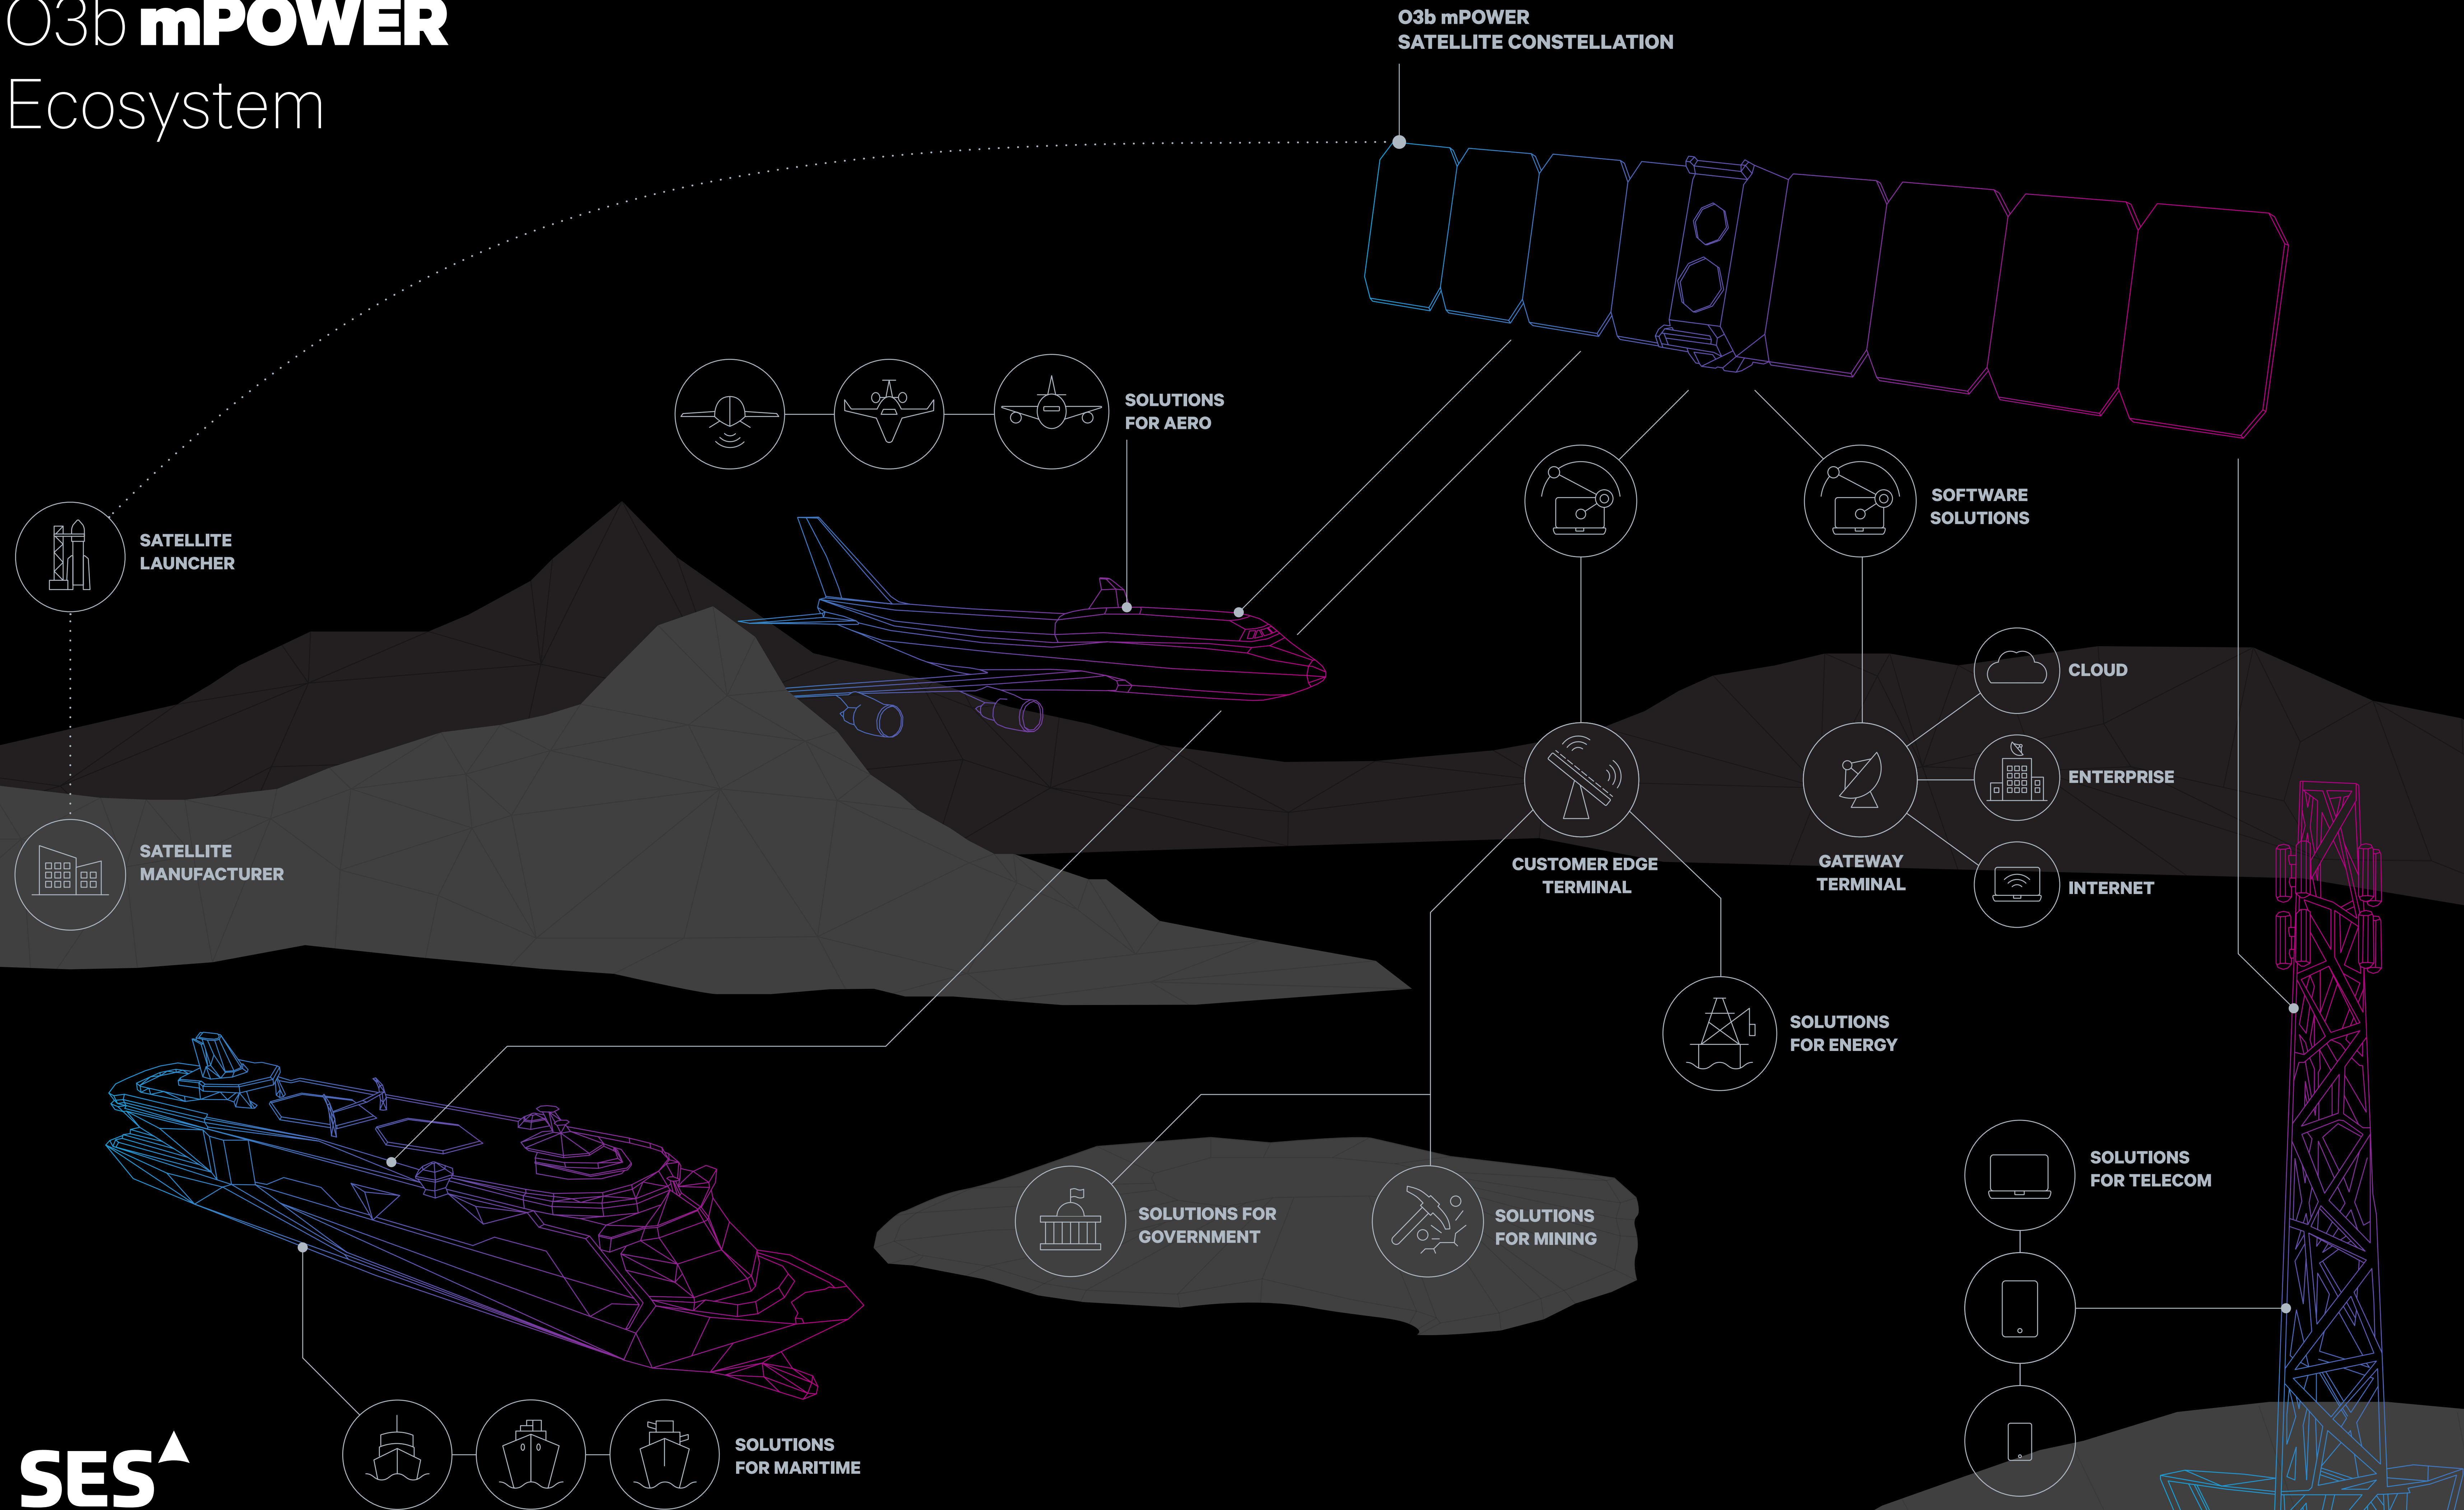 O3b mPOWER
Ecosystem
O3b mPOWER
SATELLITE CONSTELLATION
SOLUTIONS
FOR AERO
SATELLITE
LAUNCHER
SOFTWARE
SOLUTIONS
CLOUD
ENTERPRISE
INTERNET
SATELLITE
MANUFACTURER
CUSTOMER EDGE
TERMINAL
GATEWAY
TERMINAL
SOLUTIONS
FOR ENERGY
SOLUTIONS FOR
GOVERNMENT
SOLUTIONS
FOR MINING
SOLUTIONS
FOR TELECOM
SOLUTIONS
FOR MARITIME
SES